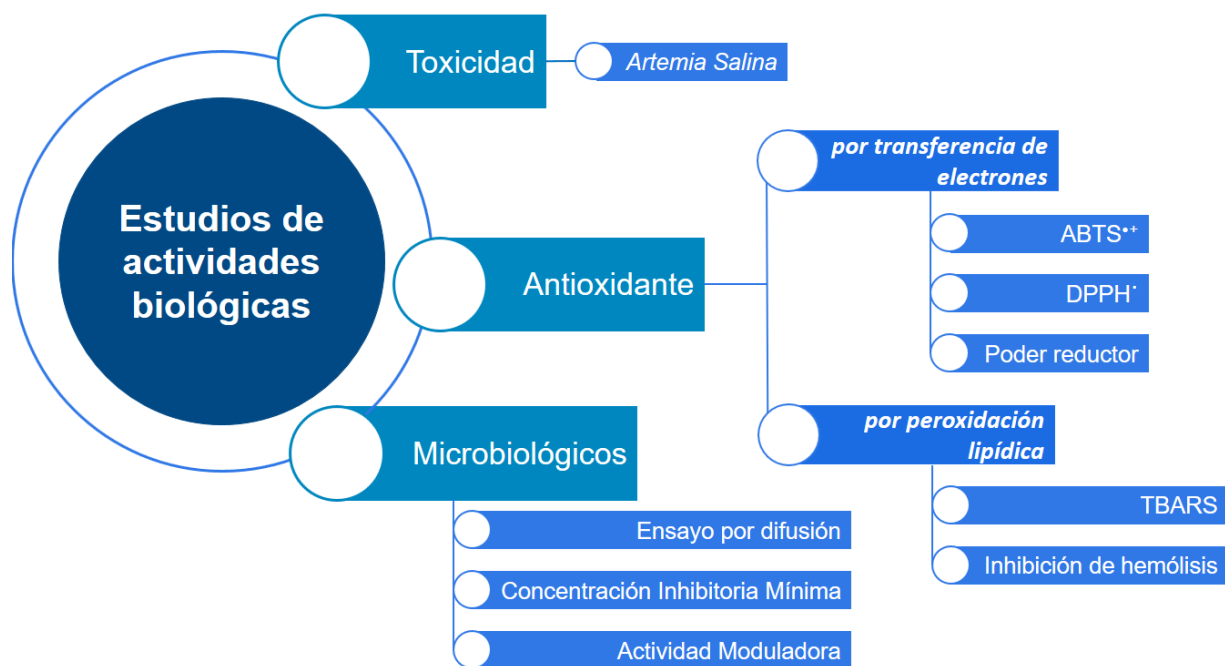 Estudios de
actividades
biológicas
Toxicidad
Artemia Salina
Antioxidante
por transferencia de
electrones
ABTS•+
DPPH·
Poder reductor
por peroxidación
lipídica
TBARS
Inhibición de hemólisis
Microbiológicos
Ensayo por difusión
Concentración Inhibitoria Mínima
Actividad Moduladora